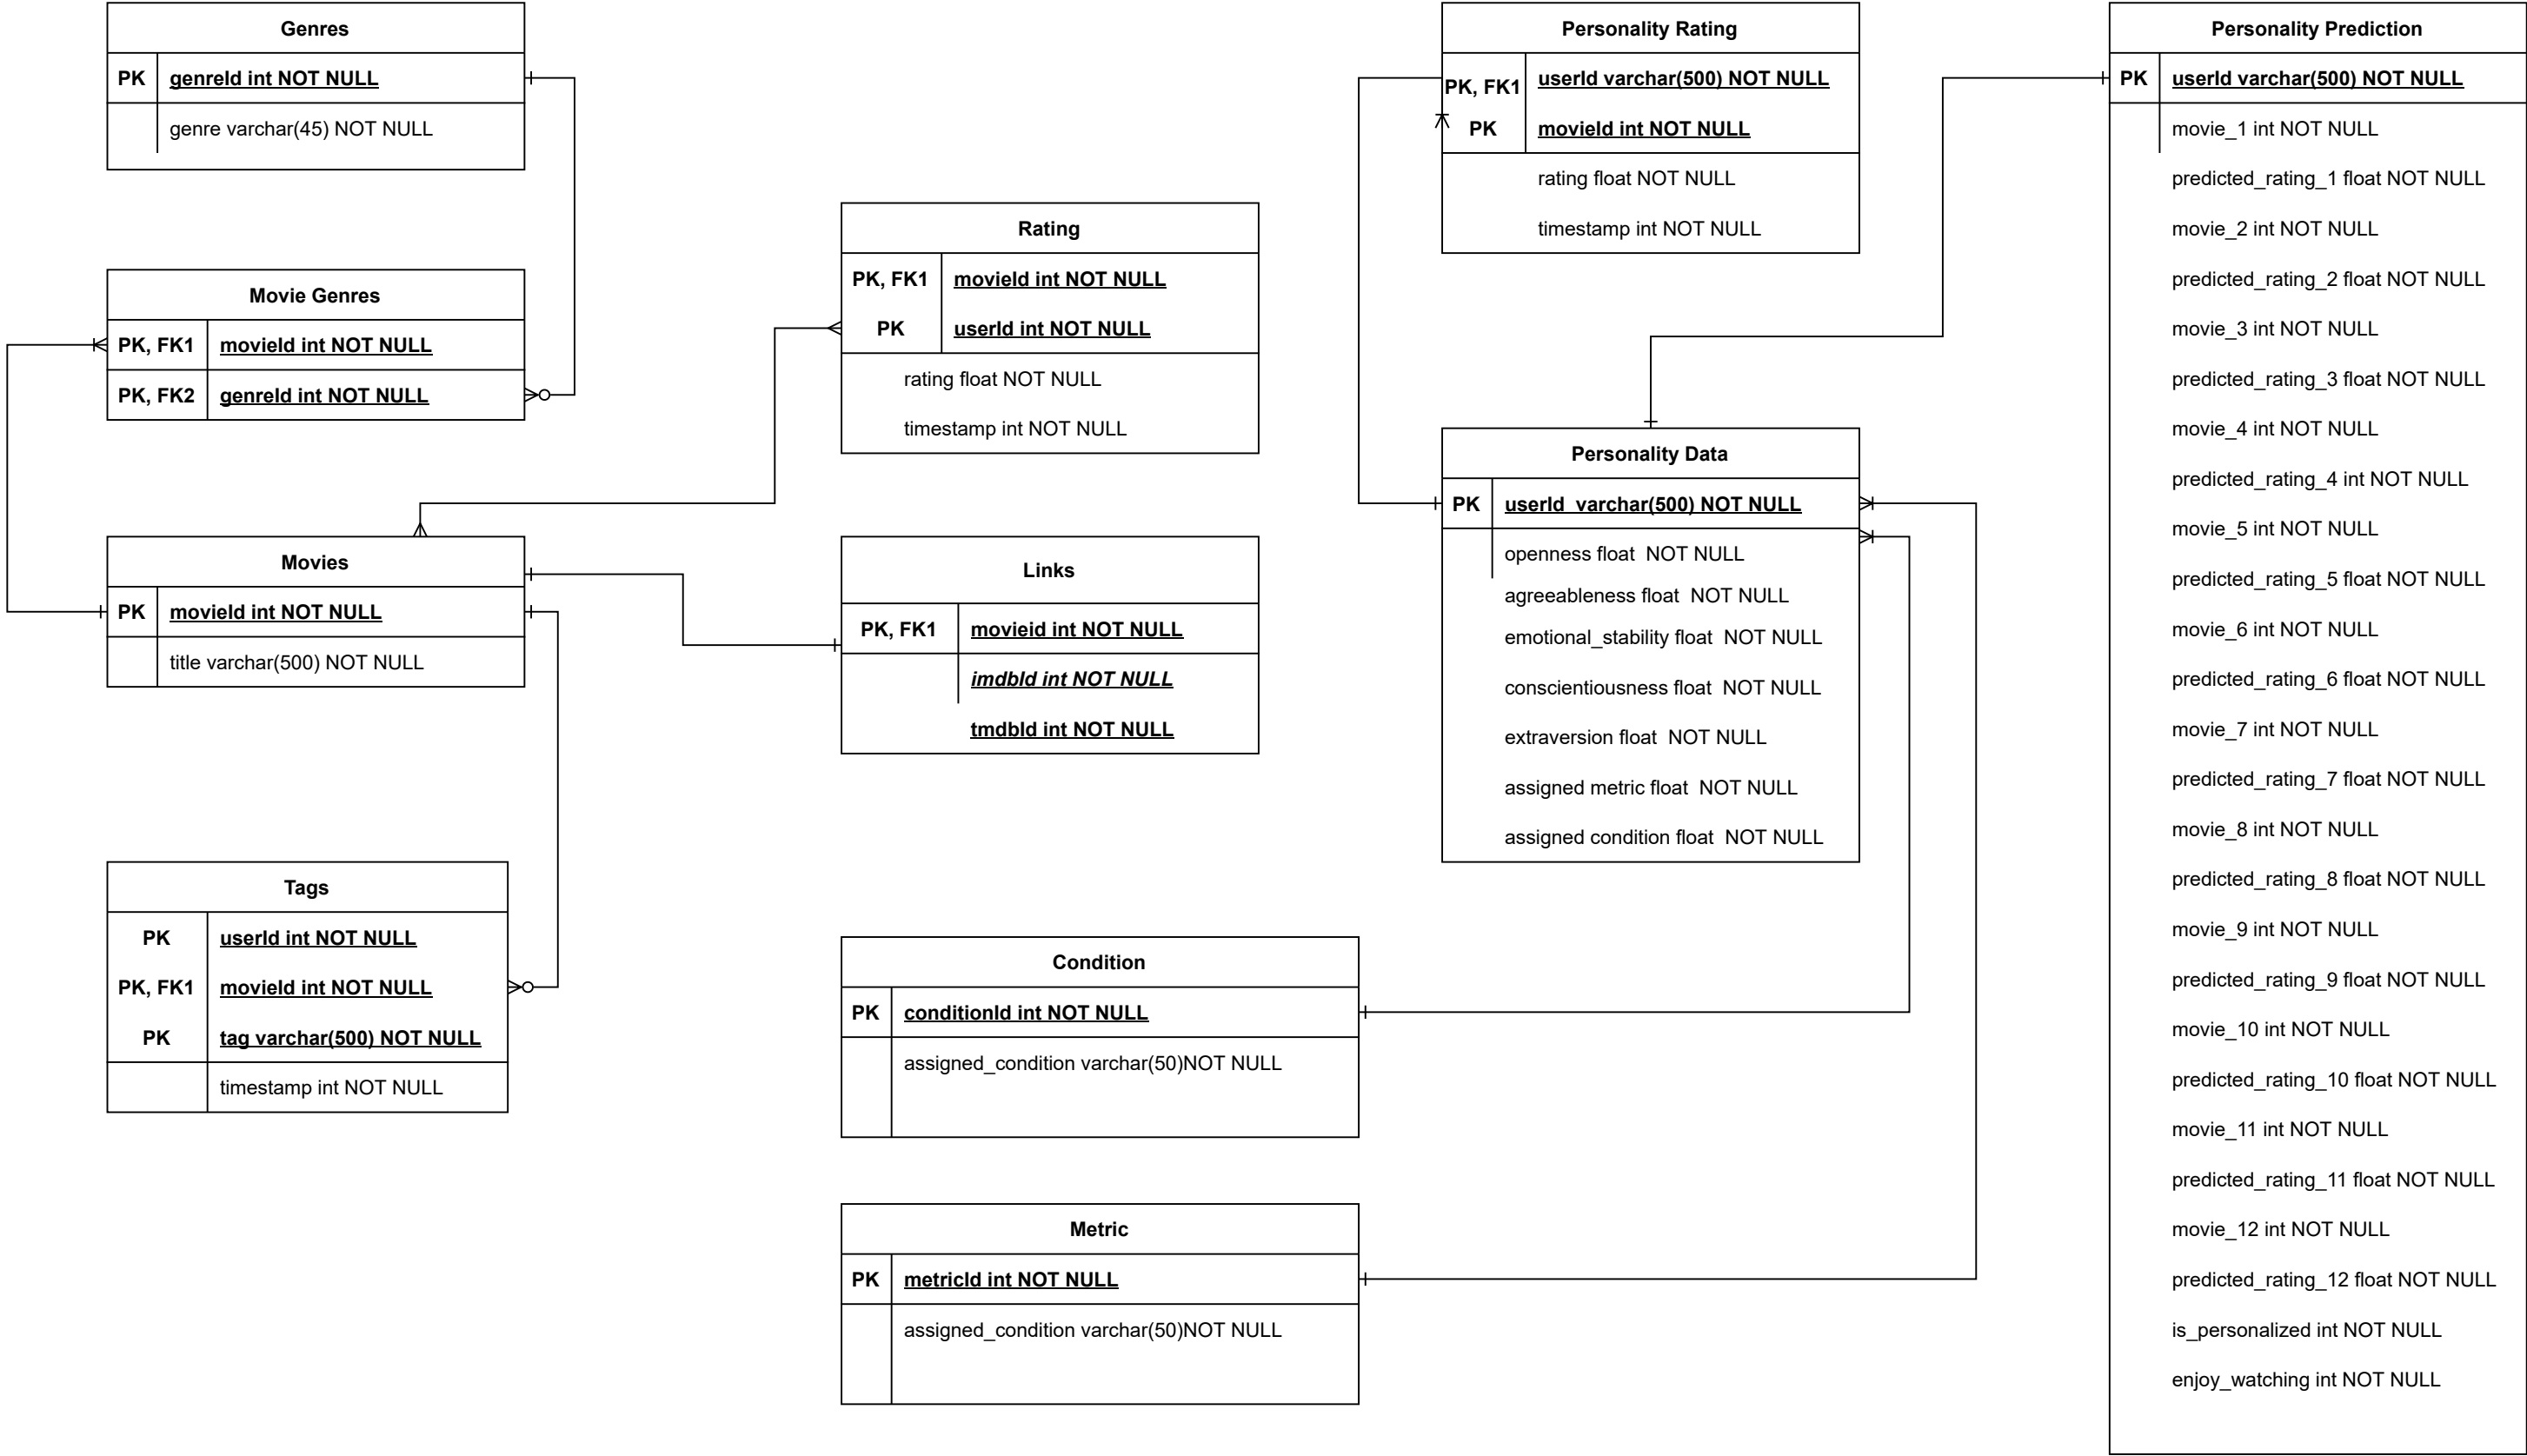 Genres
PK genreId int NOT NULL
genre varchar(45) NOT NULL
Movie Genres
PK, FK1 movieId int NOT NULL
PK, FK2 genreId int NOT NULL
Movies
PK movieId int NOT NULL
title varchar(500) NOT NULL
Tags
PK userId int NOT NULL
PK, FK1 movieId int NOT NULL
PK tag varchar(500) NOT NULL
timestamp int NOT NULL
Rating
PK, FK1 movieId int NOT NULL
PK userId int NOT NULL
rating float NOT NULL
timestamp int NOT NULL
Links
PK, FK1 movieid int NOT NULL
imdbId int NOT NULL
tmdbId int NOT NULL
Condition
PK conditionId int NOT NULL
assigned_condition varchar(50)NOT NULL
Metric
PK metricId int NOT NULL
assigned_condition varchar(50)NOT NULL
Personality Rating
PK, FK1 userId varchar(500) NOT NULL
PK movieId int NOT NULL
rating float NOT NULL
timestamp int NOT NULL
Personality Data
PK userId varchar(500) NOT NULL
openness float NOT NULL
agreeableness float NOT NULL
emotional_stability float NOT NULL
conscientiousness float NOT NULL
extraversion float NOT NULL
assigned metric float NOT NULL
assigned condition float NOT NULL
Personality Prediction
PK userId varchar(500) NOT NULL
movie_1 int NOT NULL
predicted_rating_1 float NOT NULL
movie_2 int NOT NULL
predicted_rating_2 float NOT NULL
movie_3 int NOT NULL
predicted_rating_3 float NOT NULL
movie_4 int NOT NULL
predicted_rating_4 int NOT NULL
movie_5 int NOT NULL
predicted_rating_5 float NOT NULL
movie_6 int NOT NULL
predicted_rating_6 float NOT NULL
movie_7 int NOT NULL
predicted_rating_7 float NOT NULL
movie_8 int NOT NULL
predicted_rating_8 float NOT NULL
movie_9 int NOT NULL
predicted_rating_9 float NOT NULL
movie_10 int NOT NULL
predicted_rating_10 float NOT NULL
movie_11 int NOT NULL
predicted_rating_11 float NOT NULL
movie_12 int NOT NULL
predicted_rating_12 float NOT NULL
is_personalized int NOT NULL
enjoy_watching int NOT NULL